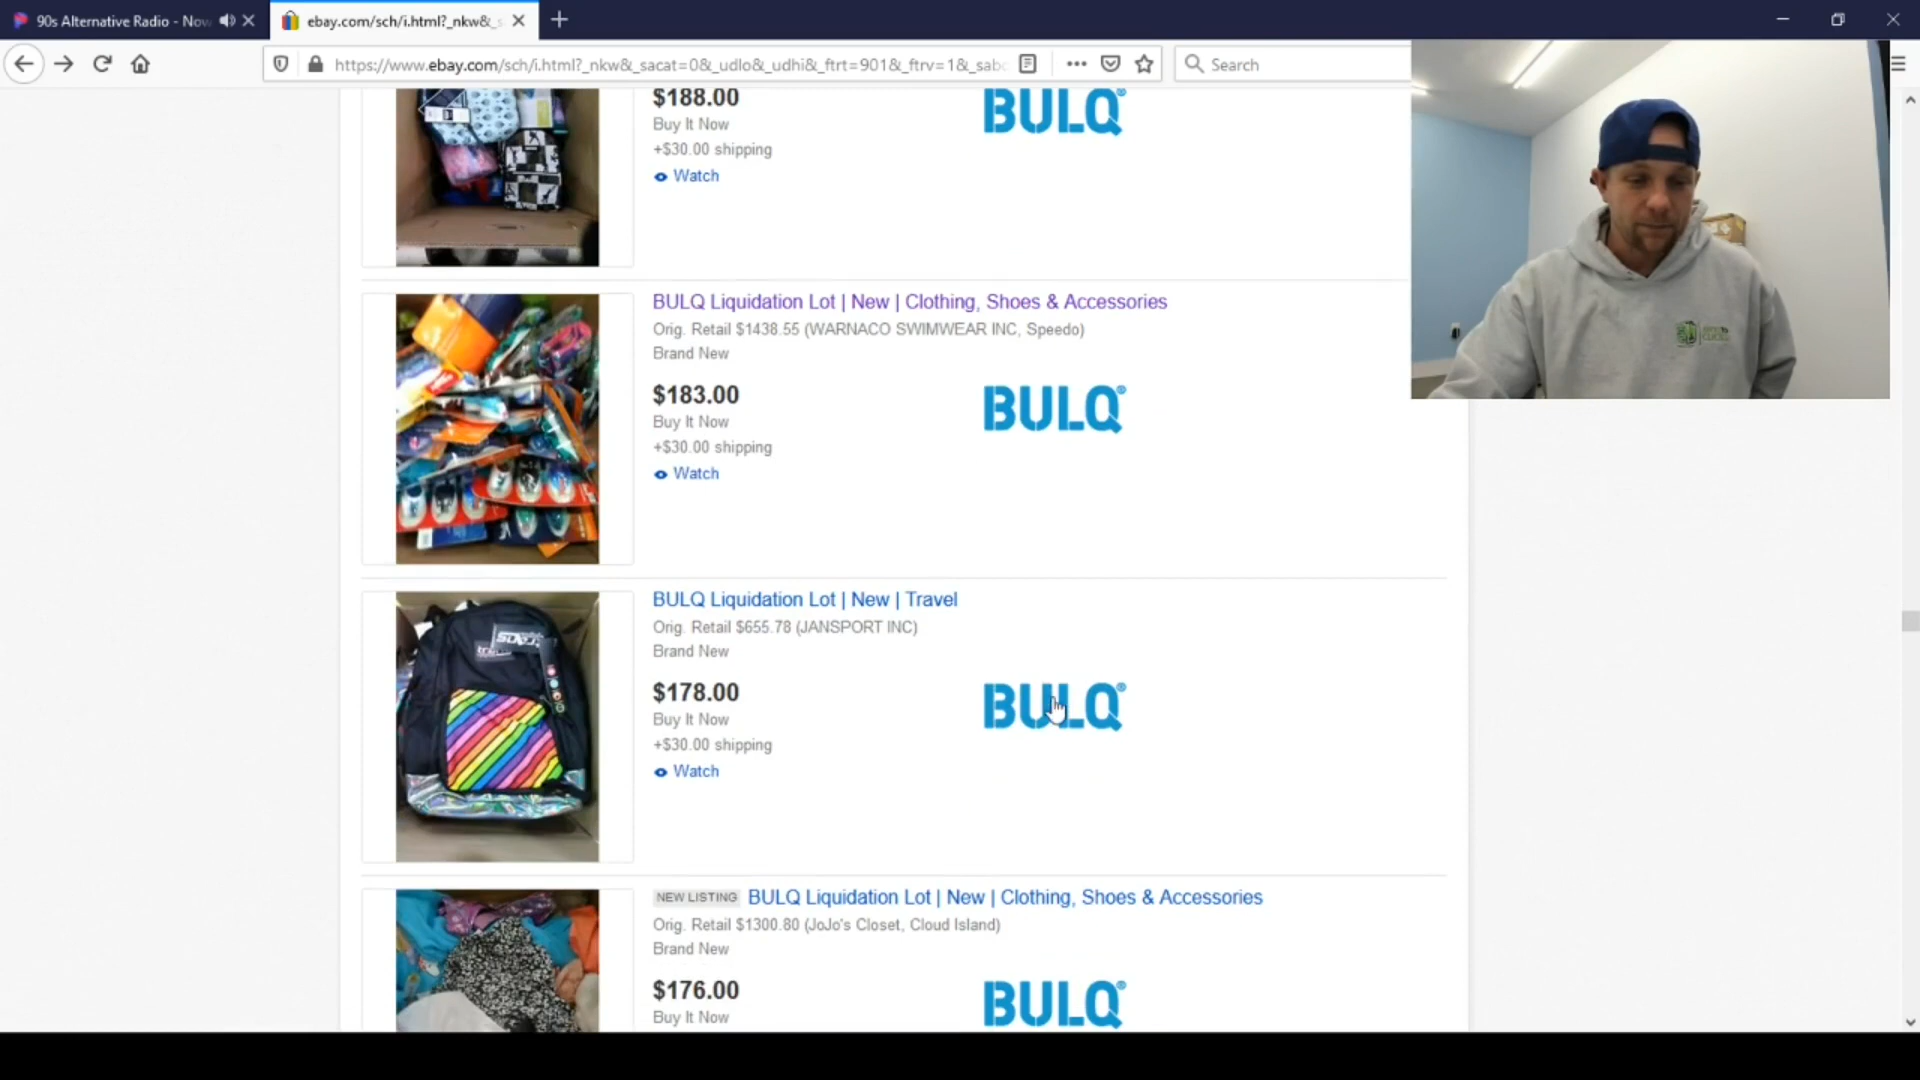 90s Alternative Radio - Now
ebay.com/sch/i.html?_nkw&_s
https://www.ebay.com/sch/i.html?_nkw&_sacat=0&_udlo&_udhi&_ftrt=901&_ftrv=1&_sabc
Search
$188.00
Buy It Now
+$30.00 shipping
Watch
BULQ®
BULQ Liquidation Lot | New | Clothing, Shoes & Accessories
Orig. Retail $1438.55 (WARNACO SWIMWEAR INC, Speedo)
Brand New
$183.00
Buy It Now
+$30.00 shipping
Watch
BULQ®
BULQ Liquidation Lot | New | Travel
Orig. Retail $655.78 (JANSPORT INC)
Brand New
$178.00
Buy It Now
+$30.00 shipping
Watch
BULQ®
NEW LISTING BULQ Liquidation Lot | New | Clothing, Shoes & Accessories
Orig. Retail $1300.80 (JoJo's Closet, Cloud Island)
Brand New
$176.00
Buy It Now
BULQ®